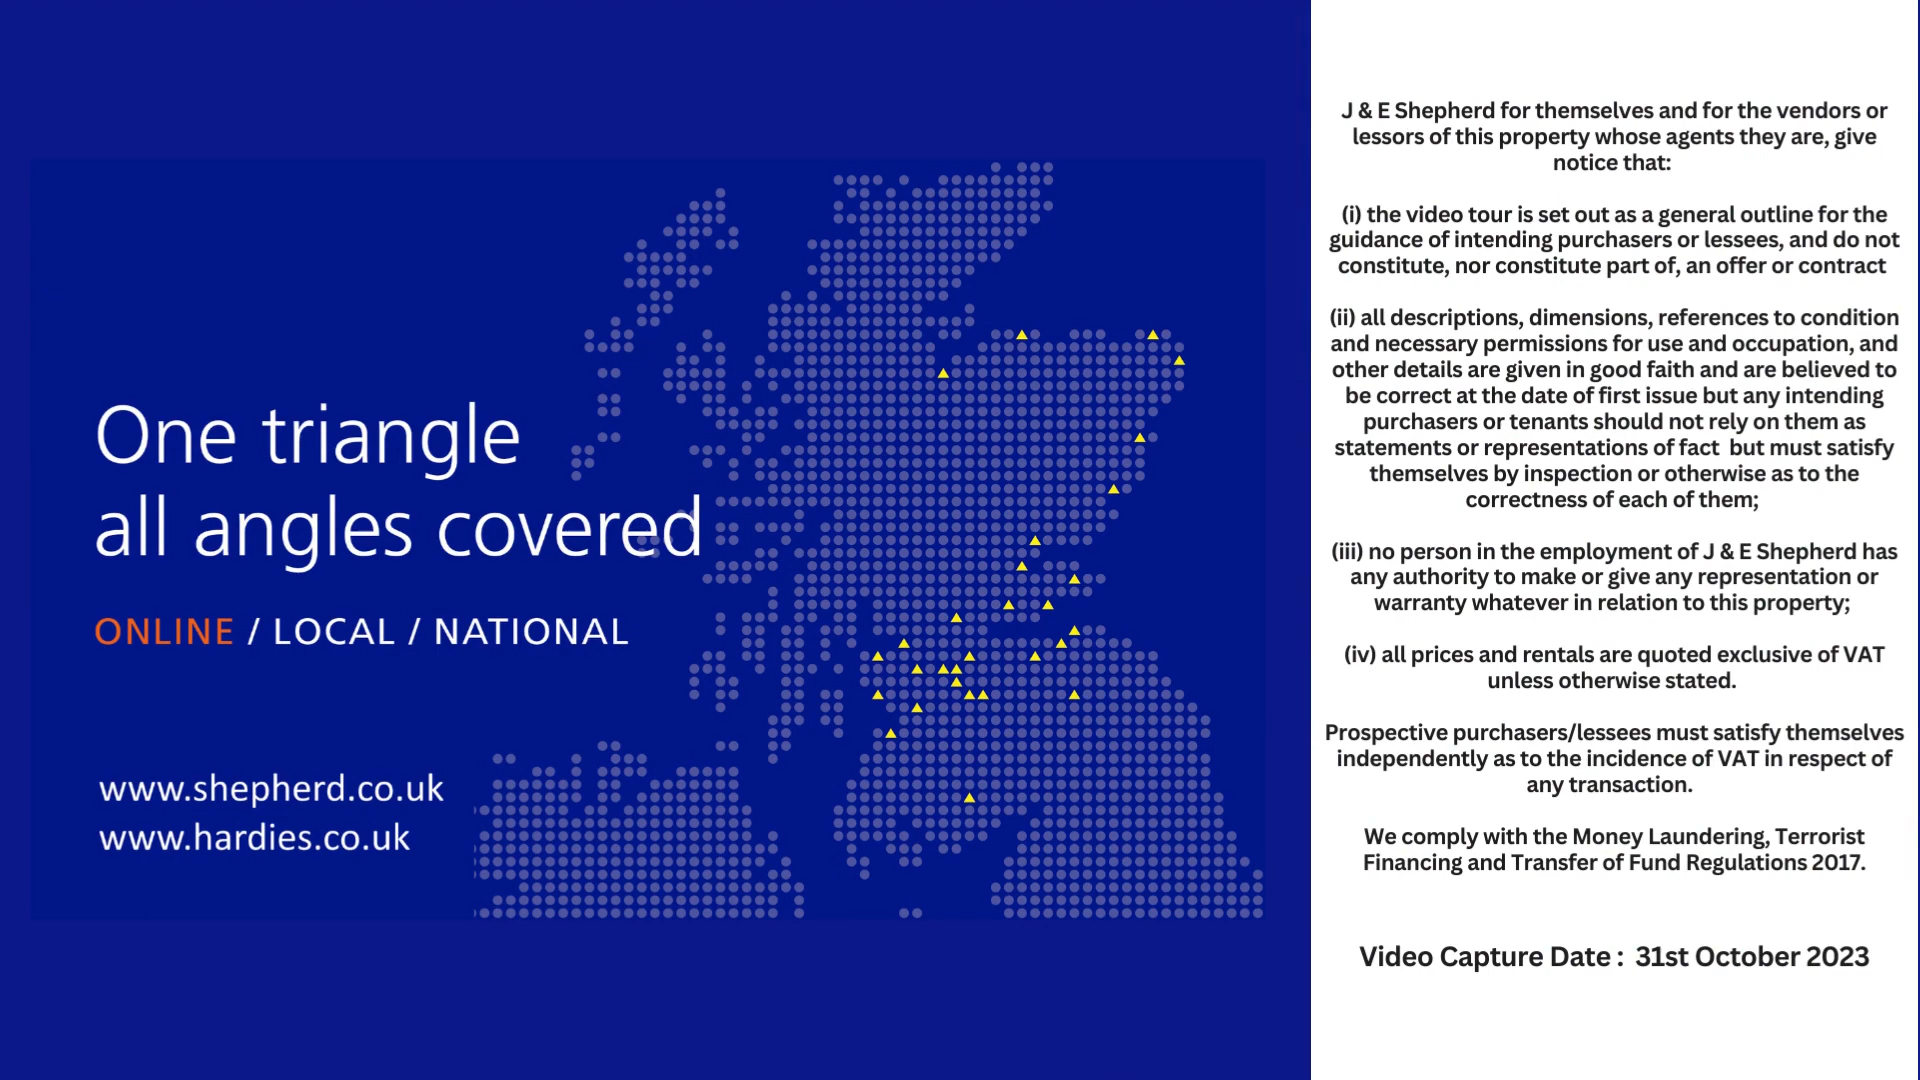 One triangle
all angles covered
ONLINE / LOCAL / NATIONAL
www.shepherd.co.uk
www.hardies.co.uk
J & E Shepherd for themselves and for the vendors or
lessors of this property whose agents they are, give
notice that:
(i) the video tour is set out as a general outline for the
guidance of intending purchasers or lessees, and do not
constitute, nor constitute part of, an offer or contract
(ii) all descriptions, dimensions, references to condition
and necessary permissions for use and occupation, and
other details are given in good faith and are believed to
be correct at the date of first issue but any intending
purchasers or tenants should not rely on them as
statements or representations of fact but must satisfy
themselves by inspection or otherwise as to the
correctness of each of them;
(iii) no person in the employment of J & E Shepherd has
any authority to make or give any representation or
warranty whatever in relation to this property;
(iv) all prices and rentals are quoted exclusive of VAT
unless otherwise stated.
Prospective purchasers/lessees must satisfy themselves
independently as to the incidence of VAT in respect of
any transaction.
We comply with the Money Laundering, Terrorist
Financing and Transfer of Fund Regulations 2017.
Video Capture Date : 31st October 2023